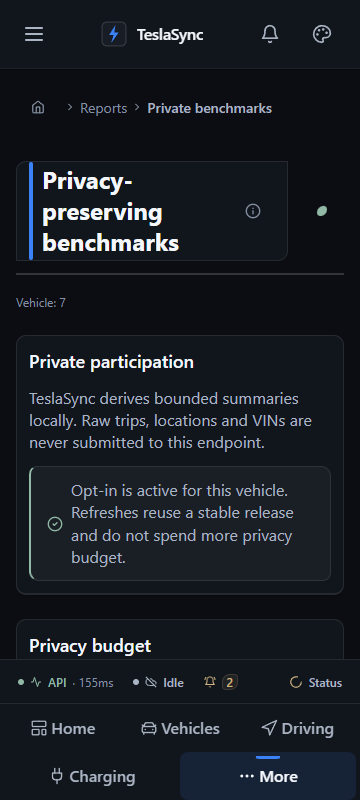 TeslaSync
Reports
Private benchmarks
Privacy-
preserving
benchmarks
Vehicle: 7
Private participation
TeslaSync derives bounded summaries
locally. Raw trips, locations and VINs are
never submitted to this endpoint.
Opt-in is active for this vehicle.
Refreshes reuse a stable release
and do not spend more privacy
budget.
Privacy budget
API · 155ms
Idle
2
Status
Home
Vehicles
Driving
Charging
More